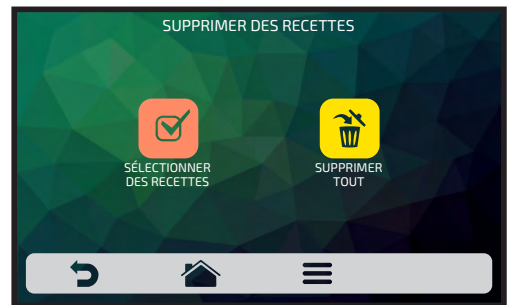 SUPPRIMER DES RECETTES
SÉLECTIONNER
DES RECETTES
SUPPRIMER
TOUT